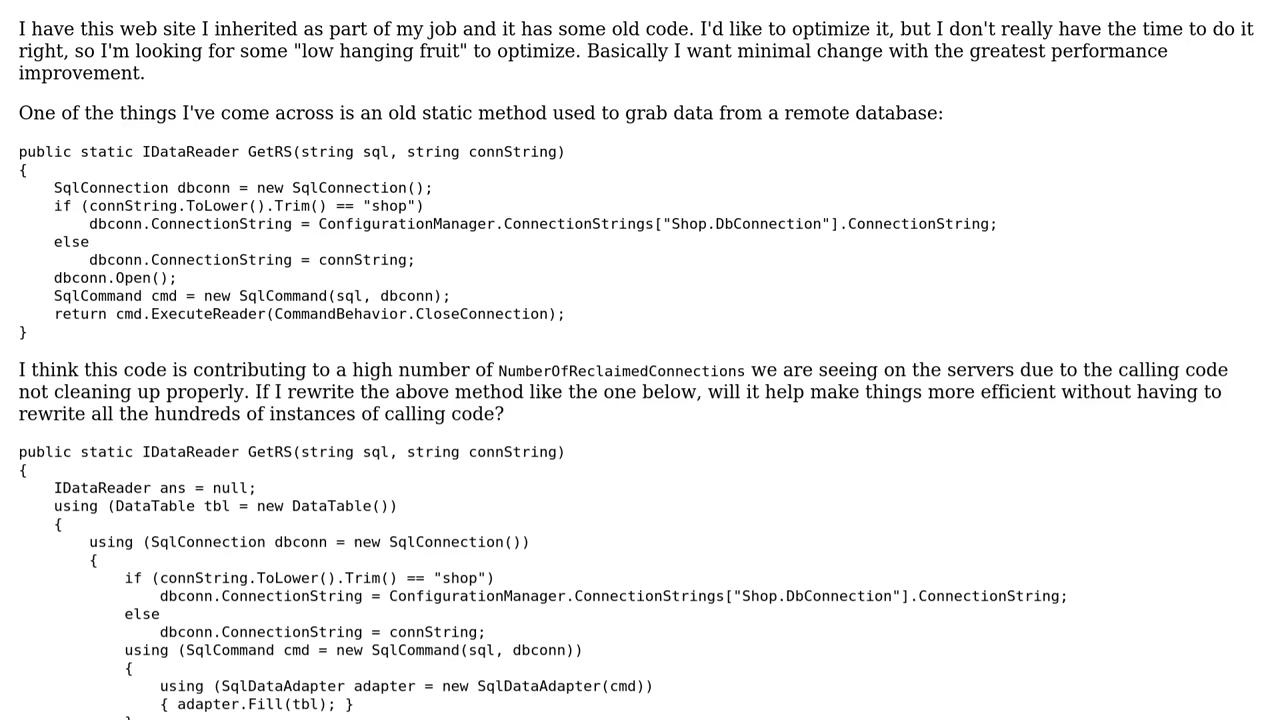 I have this web site I inherited as part of my job and it has some old code. I'd like to optimize it, but I don't really have the time to do it
right, so I'm looking for some "low hanging fruit" to optimize. Basically I want minimal change with the greatest performance
improvement.
One of the things I've come across is an old static method used to grab data from a remote database:
public static IDataReader GetRS(string sql, string connString)
{
    SqlConnection dbconn = new SqlConnection();
    if (connString.ToLower().Trim() == "shop")
        dbconn.ConnectionString = ConfigurationManager.ConnectionStrings["Shop.DbConnection"].ConnectionString;
    else
        dbconn.ConnectionString = connString;
    dbconn.Open();
    SqlCommand cmd = new SqlCommand(sql, dbconn);
    return cmd.ExecuteReader(CommandBehavior.CloseConnection);
}
I think this code is contributing to a high number of NumberOfReclaimedConnections we are seeing on the servers due to the calling code
not cleaning up properly. If I rewrite the above method like the one below, will it help make things more efficient without having to
rewrite all the hundreds of instances of calling code?
public static IDataReader GetRS(string sql, string connString)
{
    IDataReader ans = null;
    using (DataTable tbl = new DataTable())
    {
        using (SqlConnection dbconn = new SqlConnection())
        {
            if (connString.ToLower().Trim() == "shop")
                dbconn.ConnectionString = ConfigurationManager.ConnectionStrings["Shop.DbConnection"].ConnectionString;
            else
                dbconn.ConnectionString = connString;
            using (SqlCommand cmd = new SqlCommand(sql, dbconn))
            {
                using (SqlDataAdapter adapter = new SqlDataAdapter(cmd))
                { adapter.Fill(tbl); }